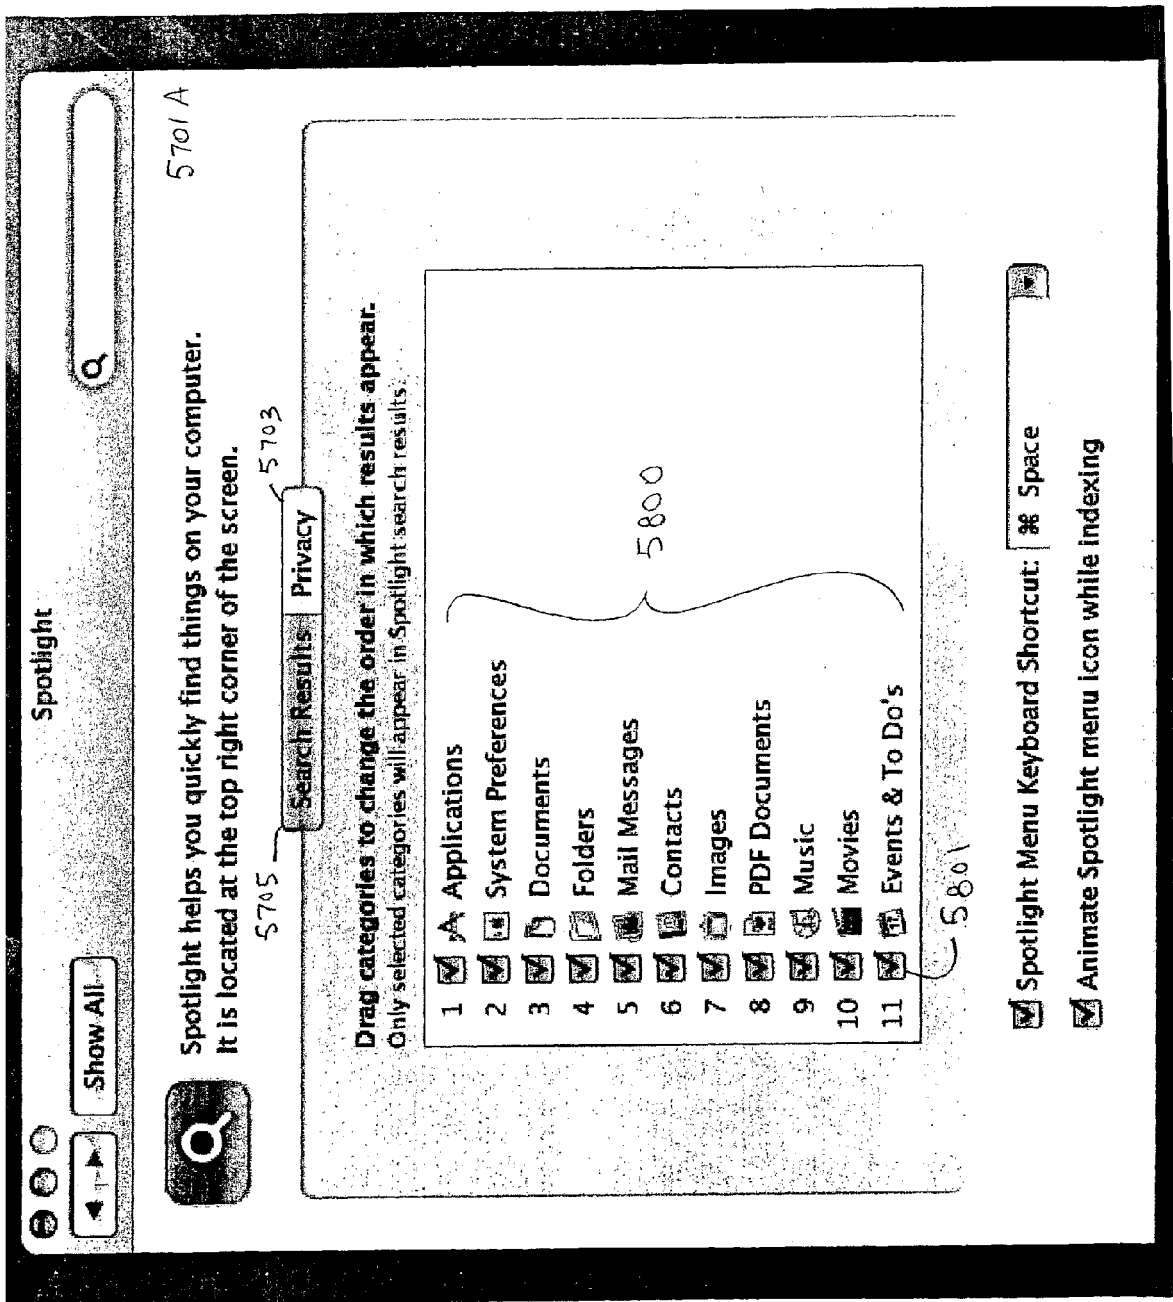 Spotlight
Show All
Spotlight helps you quickly find things on your computer.
It is located at the top right corner of the screen.
5701 A
5705
5703
Search Results
Privacy
Drag categories to change the order in which results appear.
Only selected categories will appear in Spotlight search results.
1 Applications
2 System Preferences
3 Documents
4 Folders
5 Mail Messages
6 Contacts
7 Images
8 PDF Documents
9 Music
10 Movies
11 Events & To Do's
5800
5801
Spotlight Menu Keyboard Shortcut: ⌘ Space
Animate Spotlight menu icon while indexing